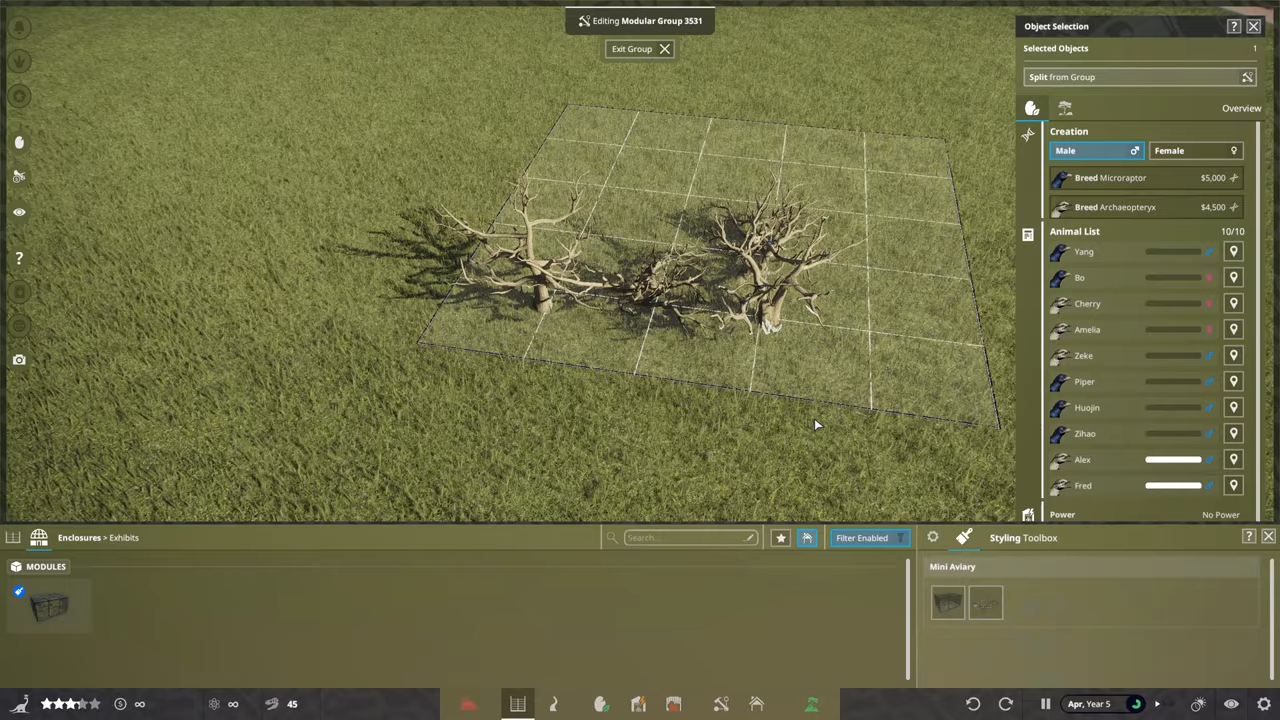 Editing Modular Group 3531
Exit Group
Object Selection
?
Selected Objects 1
Split from Group
Overview
Creation
Male
Female
Breed Microraptor $5,000
Breed Archaeopteryx $4,500
Animal List 10/10
Yang
Bo
Cherry
Amelia
Zeke
Piper
Huojin
Zihao
Alex
Fred
Power No Power
?
Enclosures > Exhibits
Search...
Filter Enabled
Styling Toolbox
?
MODULES
Mini Aviary
$ ∞
∞
45
Apr, Year 5